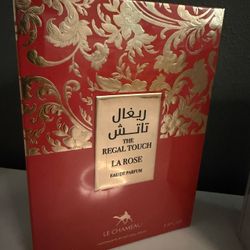 ريغال
تاتش
THE
REGAL TOUCH
LA ROSE
EAU DE PARFUM
LE CHAMEAU